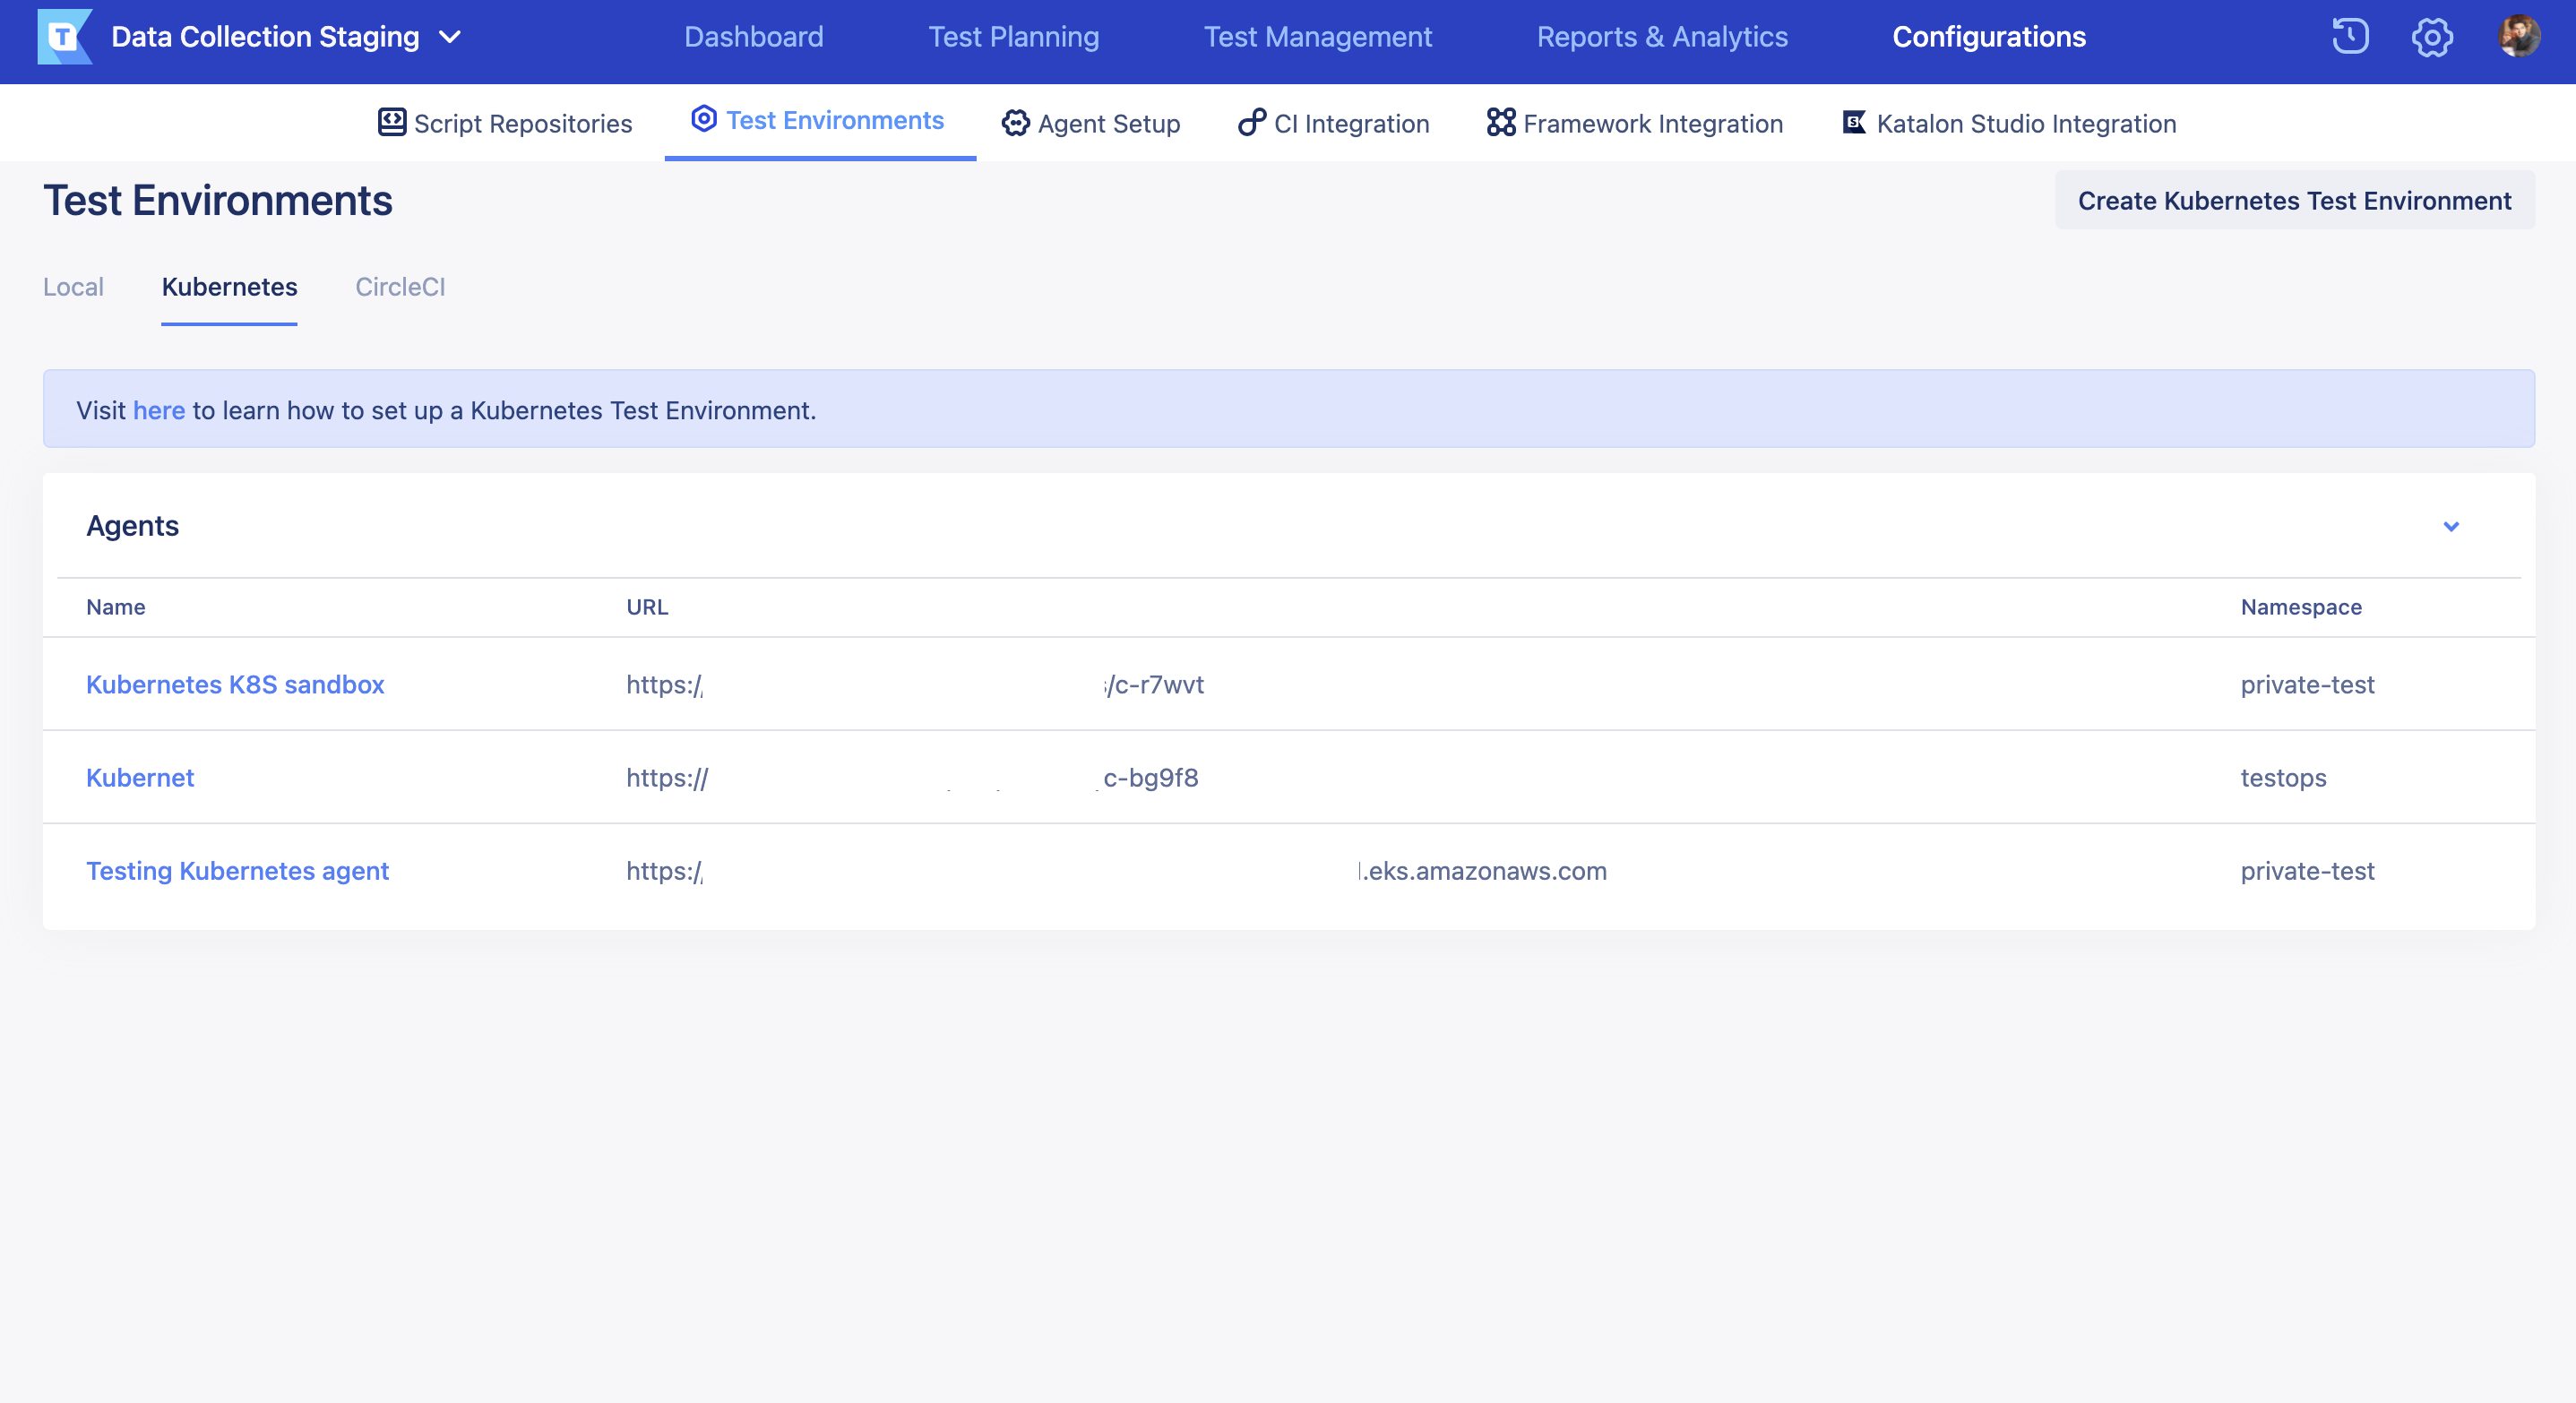 Data Collection Staging Dashboard Test Planning Test Management Reports & Analytics Configurations
Script Repositories Test Environments Agent Setup CI Integration Framework Integration Katalon Studio Integration
Test Environments Create Kubernetes Test Environment
Local Kubernetes CircleCI
Visit here to learn how to set up a Kubernetes Test Environment.
Agents
Name URL Namespace
Kubernetes K8S sandbox https:/ /c-r7wvt private-test
Kubernet https:// c-bg9f8 testops
Testing Kubernetes agent https:/ .eks.amazonaws.com private-test